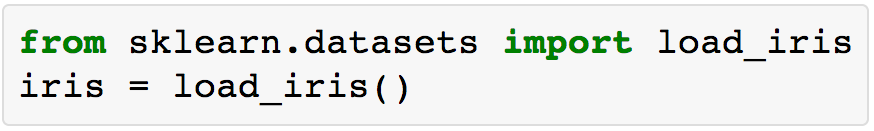 from sklearn.datasets import load_iris
iris = load_iris()